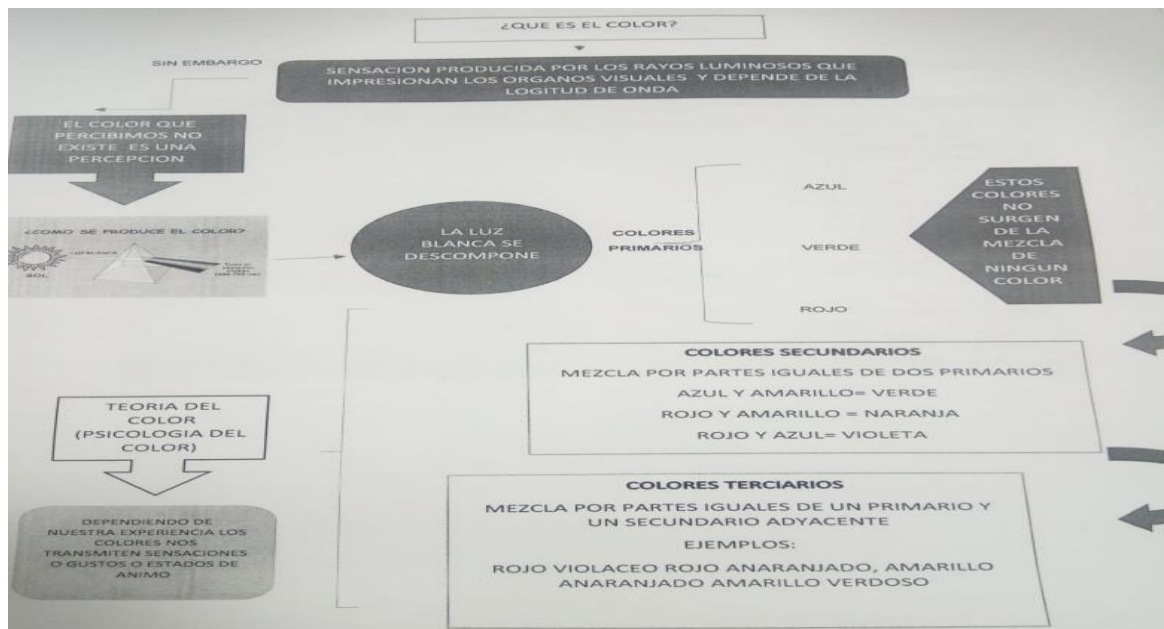 ¿QUE ES EL COLOR?
SIN EMBARGO
SENSACION PRODUCIDA POR LOS RAYOS LUMINOSOS QUE
IMPRESIONAN LOS ORGANOS VISUALES Y DEPENDE DE LA
LOGITUD DE ONDA
EL COLOR QUE
PERCIBIMOS NO
EXISTE ES UNA
PERCEPCION
¿COMO SE PRODUCE EL COLOR?
LUZ BLANCA
SOL
LA LUZ
BLANCA SE
DESCOMPONE
COLORES
PRIMARIOS
AZUL
VERDE
ROJO
ESTOS
COLORES
NO
SURGEN
DE LA
MEZCLA
DE
NINGUN
COLOR
COLORES SECUNDARIOS
MEZCLA POR PARTES IGUALES DE DOS PRIMARIOS
AZUL Y AMARILLO= VERDE
ROJO Y AMARILLO = NARANJA
ROJO Y AZUL= VIOLETA
TEORIA DEL
COLOR
(PSICOLOGIA DEL
COLOR)
DEPENDIENDO DE
NUESTRA EXPERIENCIA LOS
COLORES NOS
TRANSMITEN SENSACIONES
O GUSTOS O ESTADOS DE
ANIMO
COLORES TERCIARIOS
MEZCLA POR PARTES IGUALES DE UN PRIMARIO Y
UN SECUNDARIO ADYACENTE
EJEMPLOS:
ROJO VIOLACEO ROJO ANARANJADO, AMARILLO
ANARANJADO AMARILLO VERDOSO